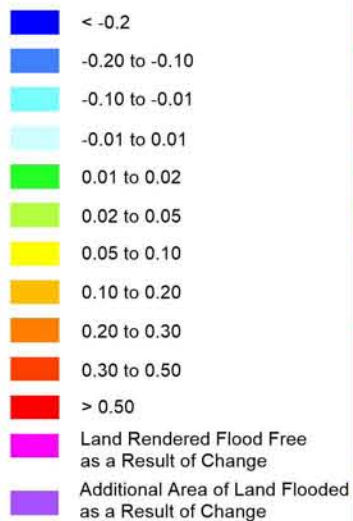 < -0.2
-0.20 to -0.10
-0.10 to -0.01
-0.01 to 0.01
0.01 to 0.02
0.02 to 0.05
0.05 to 0.10
0.10 to 0.20
0.20 to 0.30
0.30 to 0.50
> 0.50
Land Rendered Flood Free
as a Result of Change
Additional Area of Land Flooded
as a Result of Change